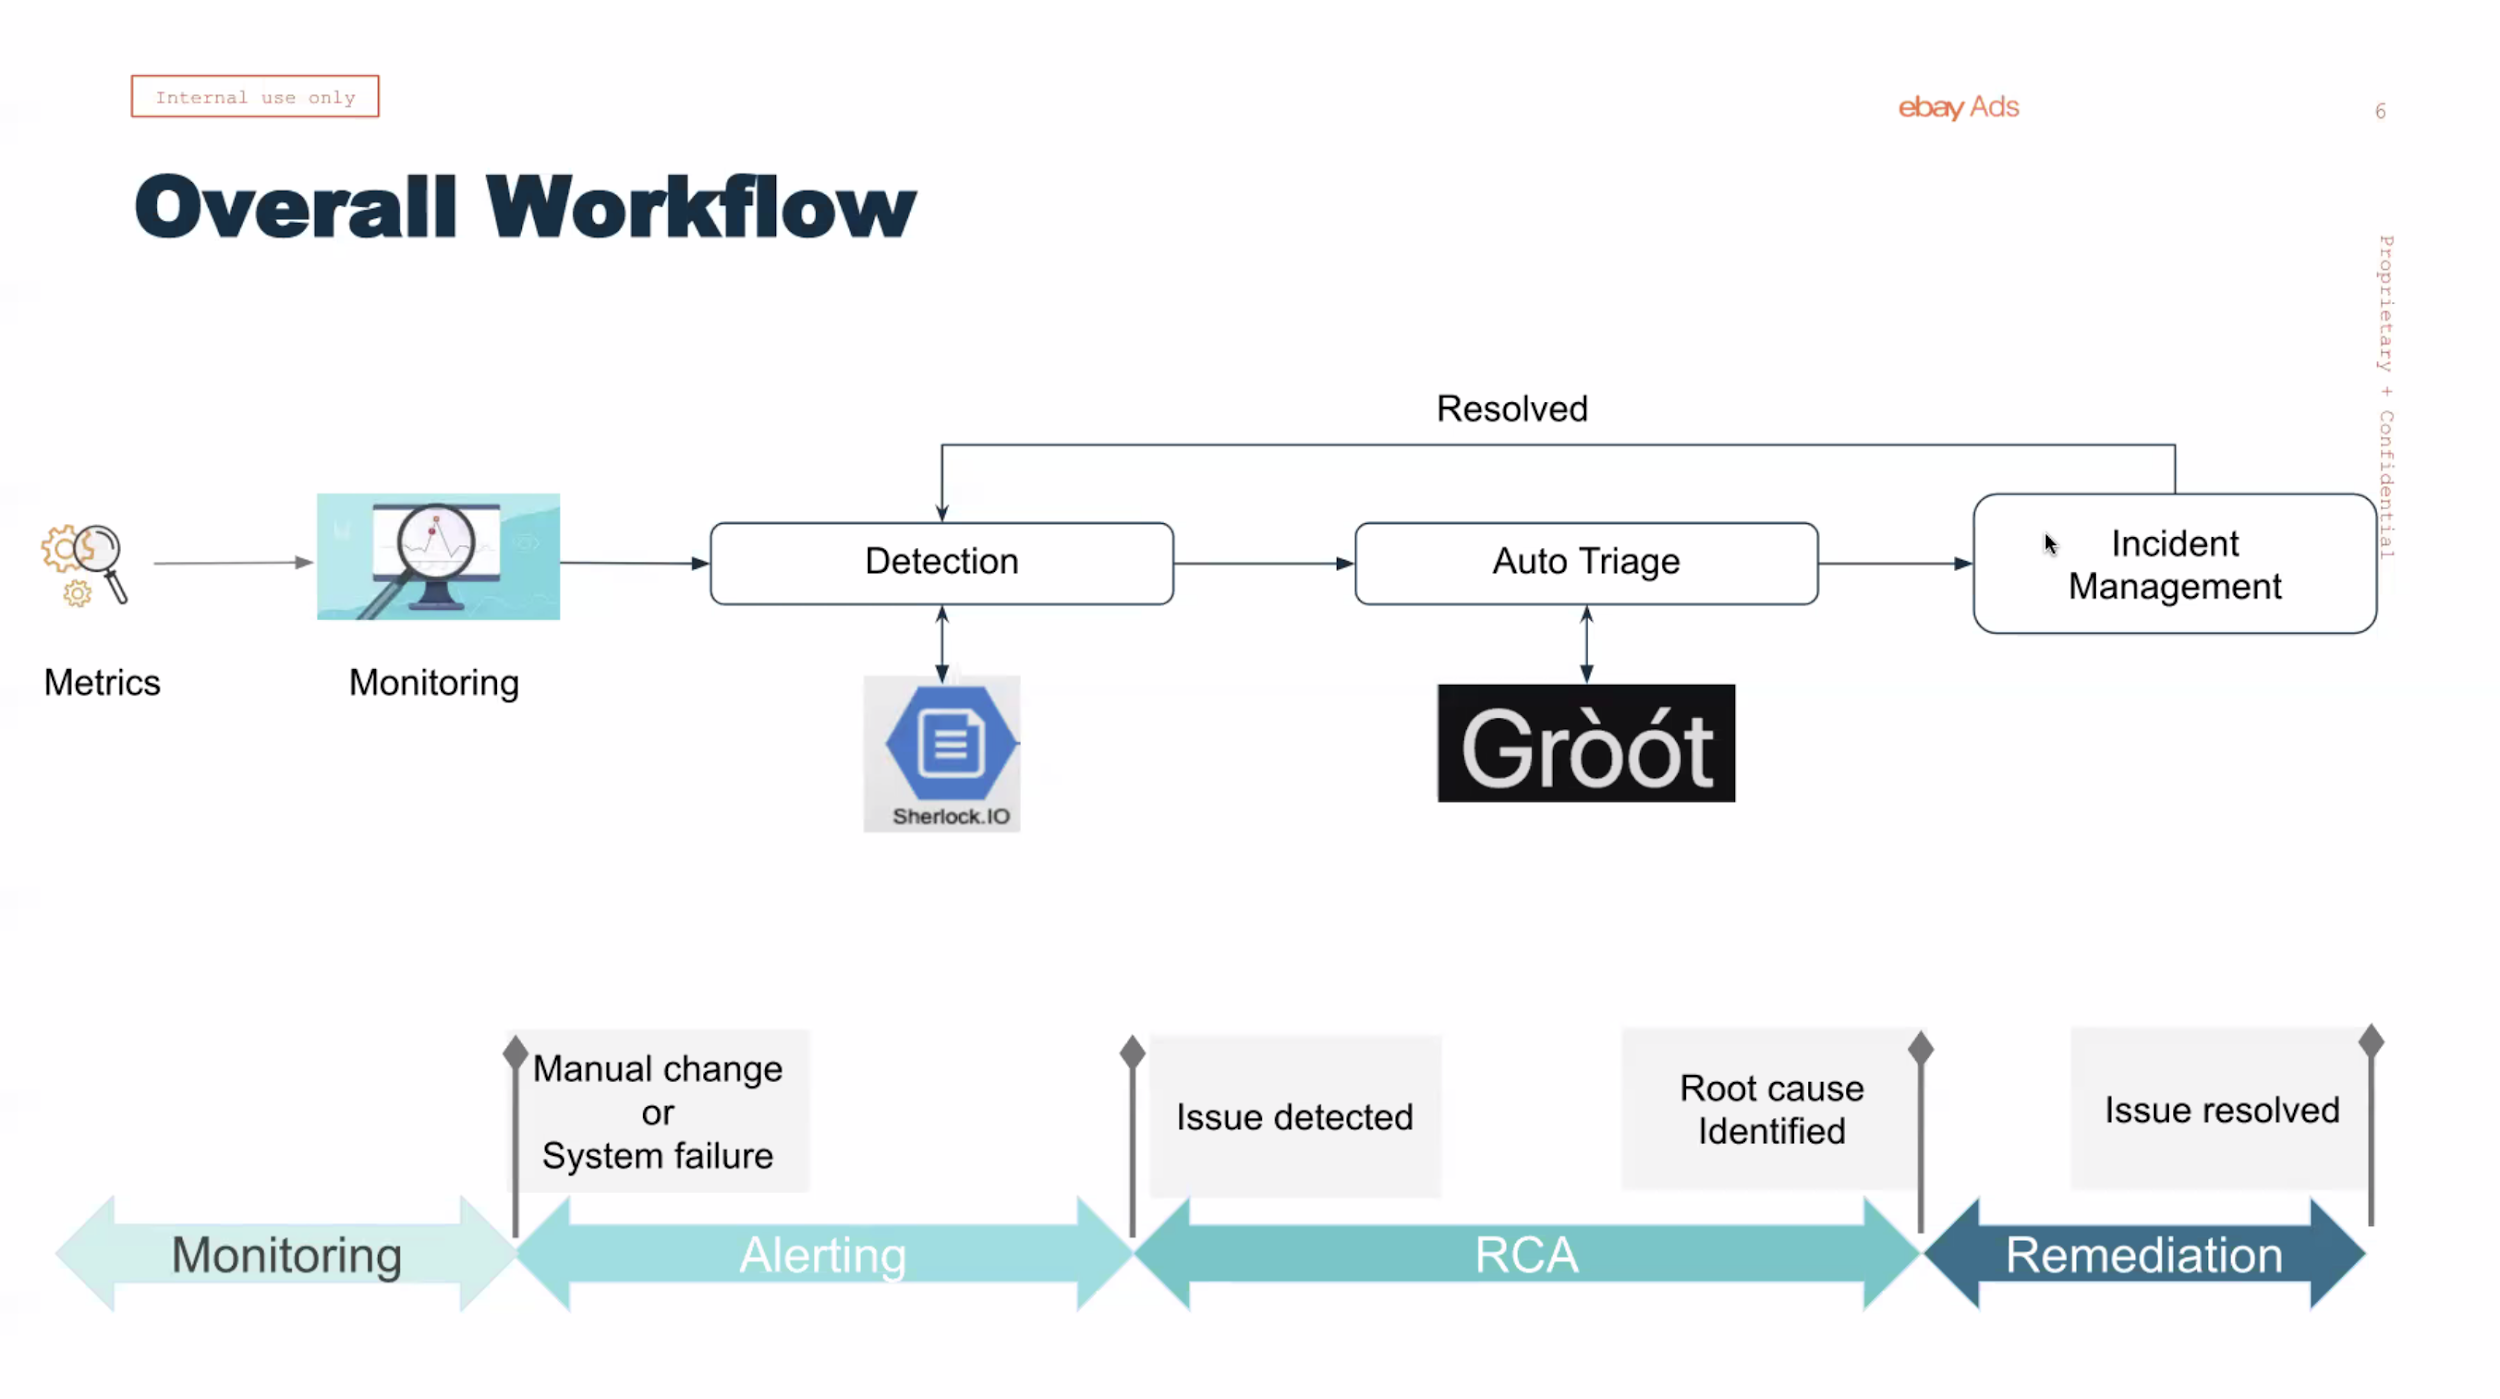 Internal use only
ebay Ads
6
Overall Workflow
Proprietary + Confidential
Resolved
Detection
Auto Triage
Incident
Management
Metrics
Monitoring
Sherlock.IO
Gròót
Manual change
or
System failure
Issue detected
Root cause
Identified
Issue resolved
Monitoring
Alerting
RCA
Remediation